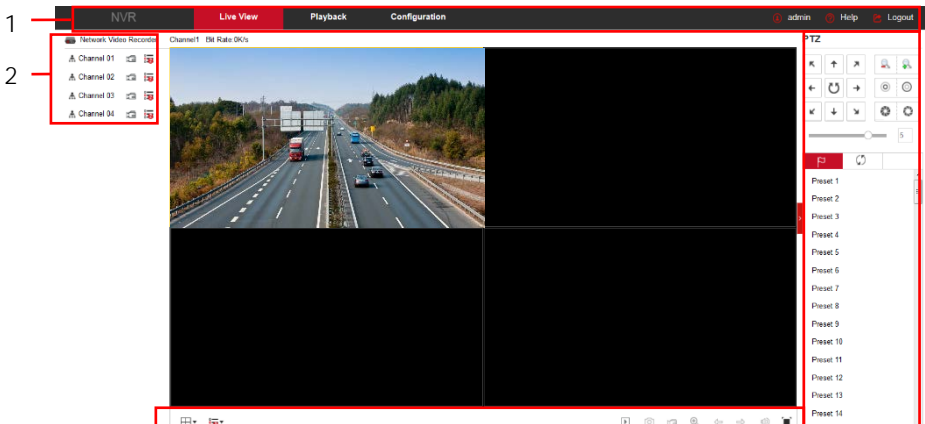 1
NVR Live View Playback Configuration admin Help Logout
Network Video Recorder
Channel1 Bit Rate 0K/s
PTZ
2
Channel 01
Channel 02
Channel 03
Channel 04
5
Preset 1
Preset 2
Preset 3
Preset 4
Preset 5
Preset 6
Preset 7
Preset 8
Preset 9
Preset 10
Preset 11
Preset 12
Preset 13
Preset 14